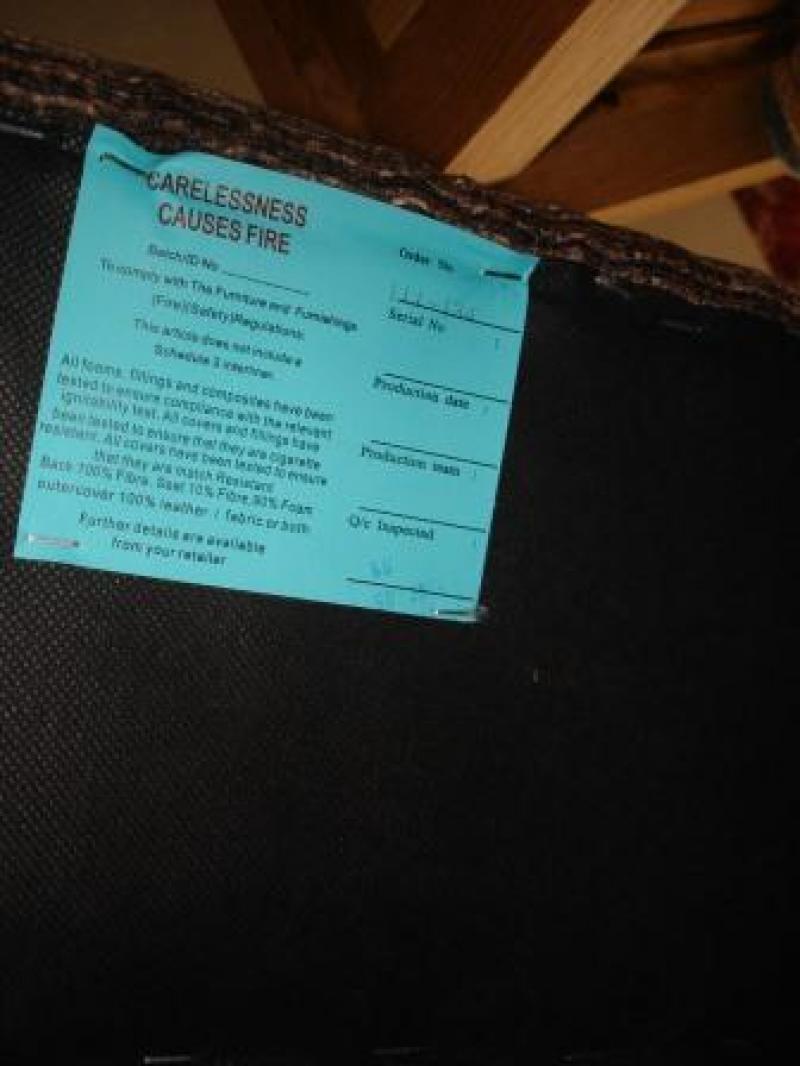 CARELESSNESS
CAUSES FIRE
Batch/ID No
To comply with The Furniture and Furnishings
(Fire)(Safety)Regulations:
This article does not include a
Schedule 3 interliner.
All foams, fillings and composites have been
tested to ensure compliance with the relevant
ignitability test. All covers and fillings have
been tested to ensure that they are cigarette
resistant. All covers have been tested to ensure
that they are match Resistant
Back 100% Fibre. Seat 10% Fibre 90% Foam
outercover 100% leather / fabric or both
Further details are available
from your retailer
Order No.
Serial No :
Production date :
Production team :
Q/c Inspected :